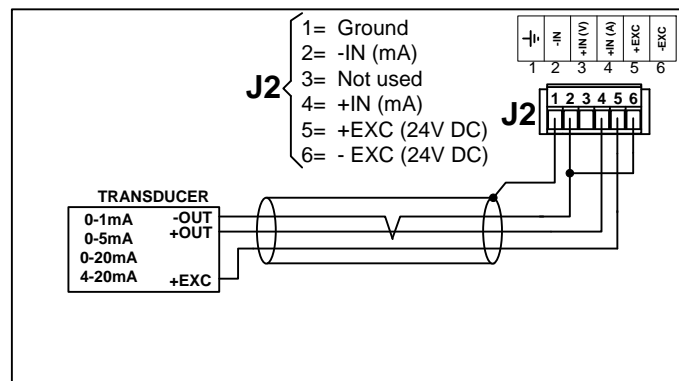 1= Ground
2= -IN (mA)
3= Not used
4= +IN (mA)
5= +EXC (24V DC)
6= - EXC (24V DC)
J2
-IN
+IN (V)
+IN (A)
+EXC
-EXC
1 2 3 4 5 6
J2
1 2 3 4 5 6
TRANSDUCER
0-1mA -OUT
0-5mA +OUT
0-20mA
4-20mA +EXC